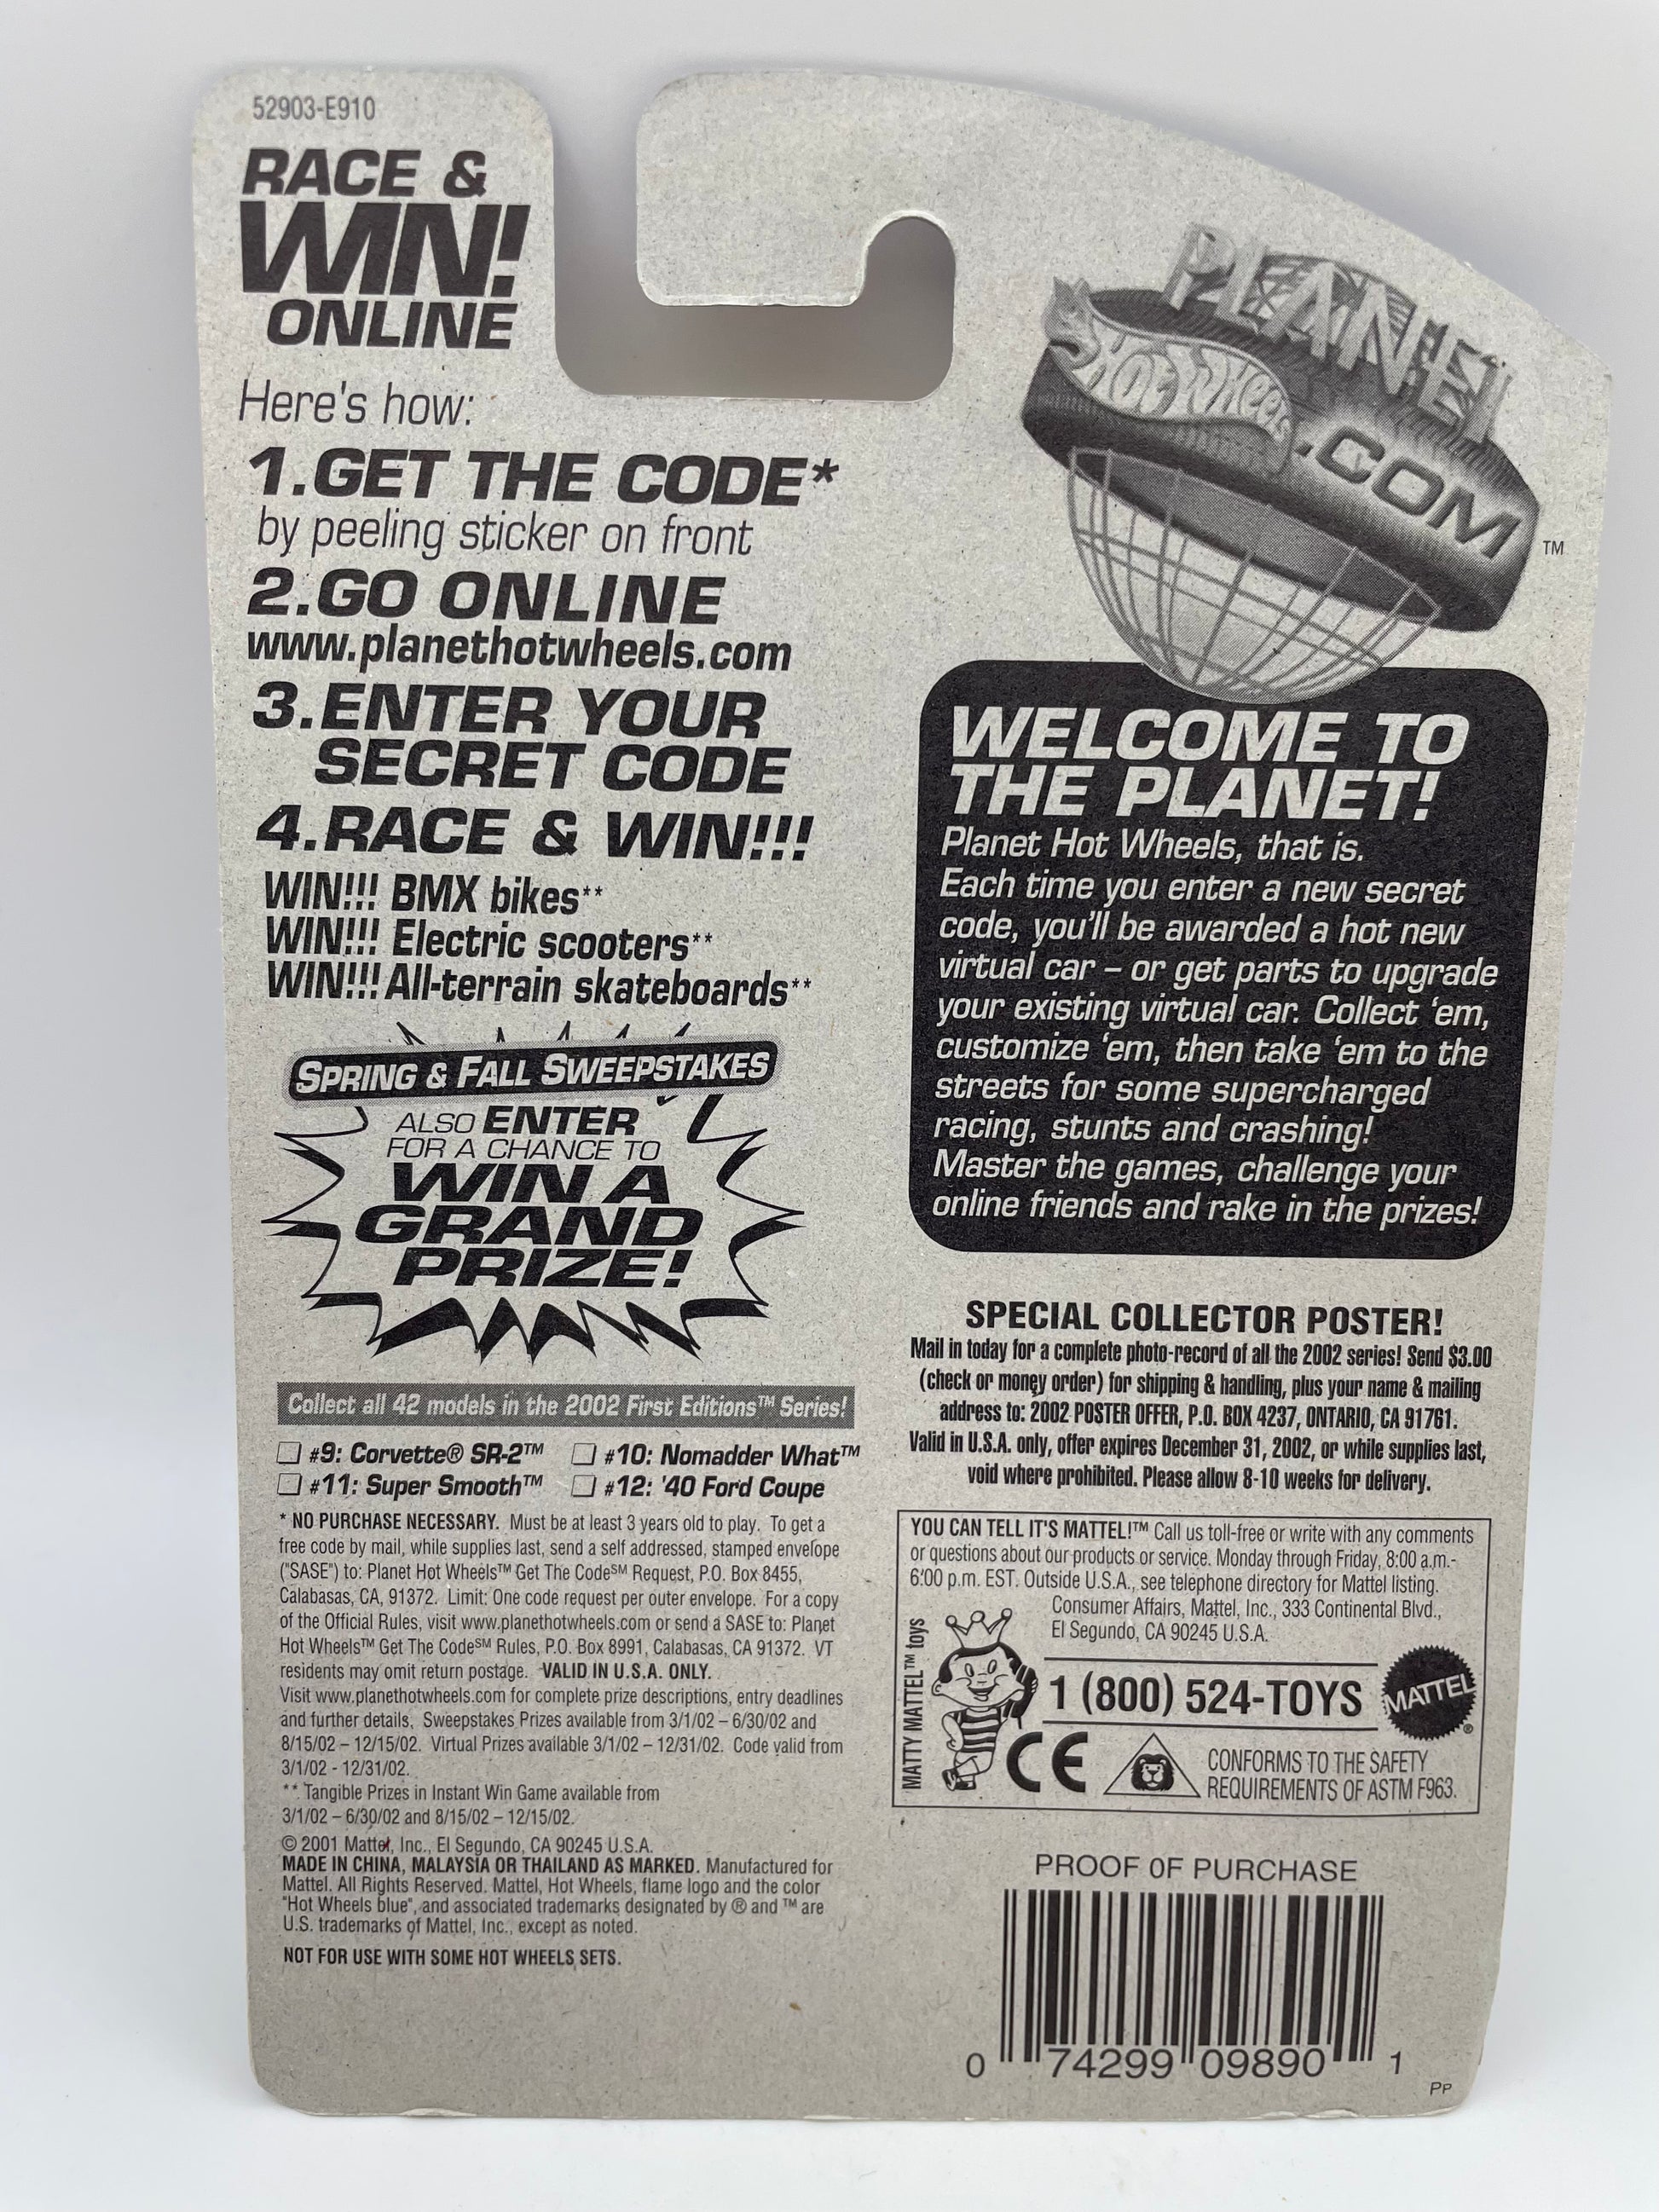 52903-E910
RACE &
WIN!
ONLINE
Here's how:
1.GET THE CODE*
by peeling sticker on front
2.GO ONLINE
www.planethotwheels.com
3.ENTER YOUR
SECRET CODE
4.RACE & WIN!!!
WIN!!! BMX bikes**
WIN!!! Electric scooters**
WIN!!! All-terrain skateboards**
SPRING & FALL SWEEPSTAKES
ALSO ENTER
FOR A CHANCE TO
WIN A
GRAND
PRIZE!
Collect all 42 models in the 2002 First Editions™ Series!
#9: Corvette® SR-2™ #10: Nomadder What™
#11: Super Smooth™ #12: '40 Ford Coupe
* NO PURCHASE NECESSARY. Must be at least 3 years old to play. To get a
free code by mail, while supplies last, send a self addressed, stamped envelope
("SASE") to: Planet Hot Wheels™ Get The Code℠ Request, P.O. Box 8455,
Calabasas, CA, 91372. Limit: One code request per outer envelope. For a copy
of the Official Rules, visit www.planethotwheels.com or send a SASE to: Planet
Hot Wheels™ Get The Code℠ Rules, P.O. Box 8991, Calabasas, CA 91372. VT
residents may omit return postage. VALID IN U.S.A. ONLY.
Visit www.planethotwheels.com for complete prize descriptions, entry deadlines
and further details. Sweepstakes Prizes available from 3/1/02 – 6/30/02 and
8/15/02 – 12/15/02. Virtual Prizes available 3/1/02 – 12/31/02. Code valid from
3/1/02 - 12/31/02.
** Tangible Prizes in Instant Win Game available from
3/1/02 – 6/30/02 and 8/15/02 – 12/15/02.
© 2001 Mattel, Inc., El Segundo, CA 90245 U.S.A.
MADE IN CHINA, MALAYSIA OR THAILAND AS MARKED. Manufactured for
Mattel. All Rights Reserved. Mattel, Hot Wheels, flame logo and the color
"Hot Wheels blue", and associated trademarks designated by ® and ™ are
U.S. trademarks of Mattel, Inc., except as noted.
NOT FOR USE WITH SOME HOT WHEELS SETS.
PLANET
HOT WHEELS
.COM
™
WELCOME TO
THE PLANET!
Planet Hot Wheels, that is.
Each time you enter a new secret
code, you'll be awarded a hot new
virtual car – or get parts to upgrade
your existing virtual car. Collect 'em,
customize 'em, then take 'em to the
streets for some supercharged
racing, stunts and crashing!
Master the games, challenge your
online friends and rake in the prizes!
SPECIAL COLLECTOR POSTER!
Mail in today for a complete photo-record of all the 2002 series! Send $3.00
(check or money order) for shipping & handling, plus your name & mailing
address to: 2002 POSTER OFFER, P.O. BOX 4237, ONTARIO, CA 91761.
Valid in U.S.A. only, offer expires December 31, 2002, or while supplies last,
void where prohibited. Please allow 8-10 weeks for delivery.
YOU CAN TELL IT'S MATTEL!™ Call us toll-free or write with any comments
or questions about our products or service. Monday through Friday, 8:00 a.m.-
6:00 p.m. EST. Outside U.S.A., see telephone directory for Mattel listing.
Consumer Affairs, Mattel, Inc., 333 Continental Blvd.,
El Segundo, CA 90245 U.S.A.
MATTY MATTEL™ toys
1 (800) 524-TOYS
MATTEL®
CE
CONFORMS TO THE SAFETY
REQUIREMENTS OF ASTM F963.
PROOF OF PURCHASE
0 74299 09890 1
PP